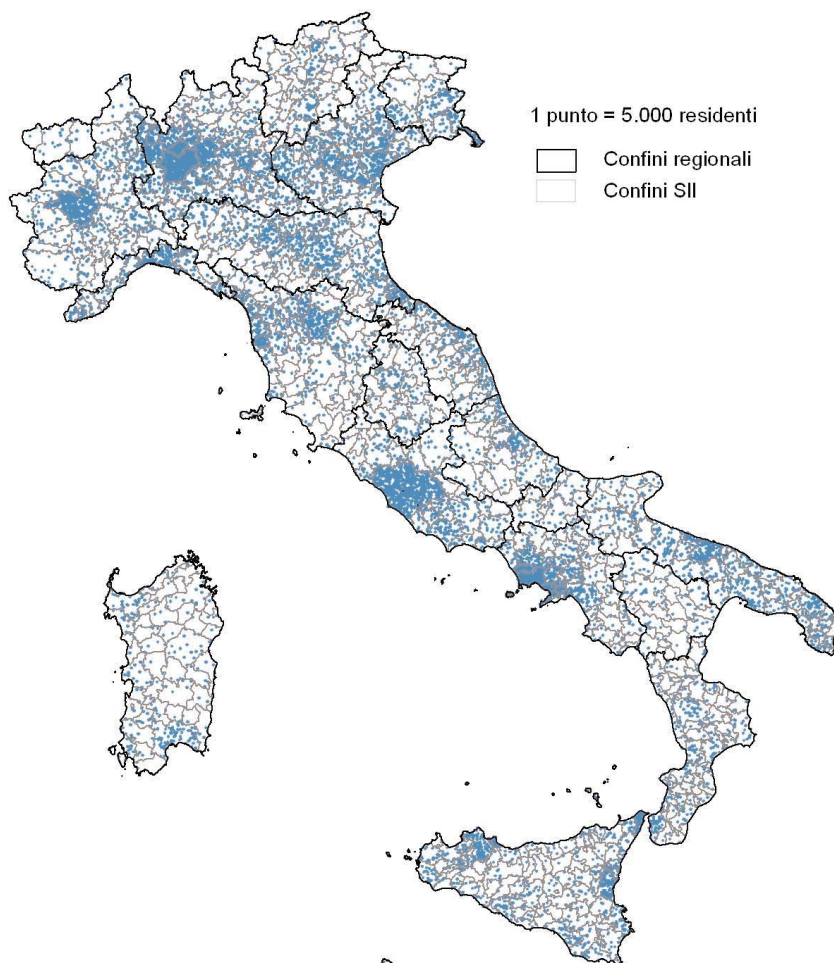 1 punto = 5.000 residenti
Confini regionali
Confini SII